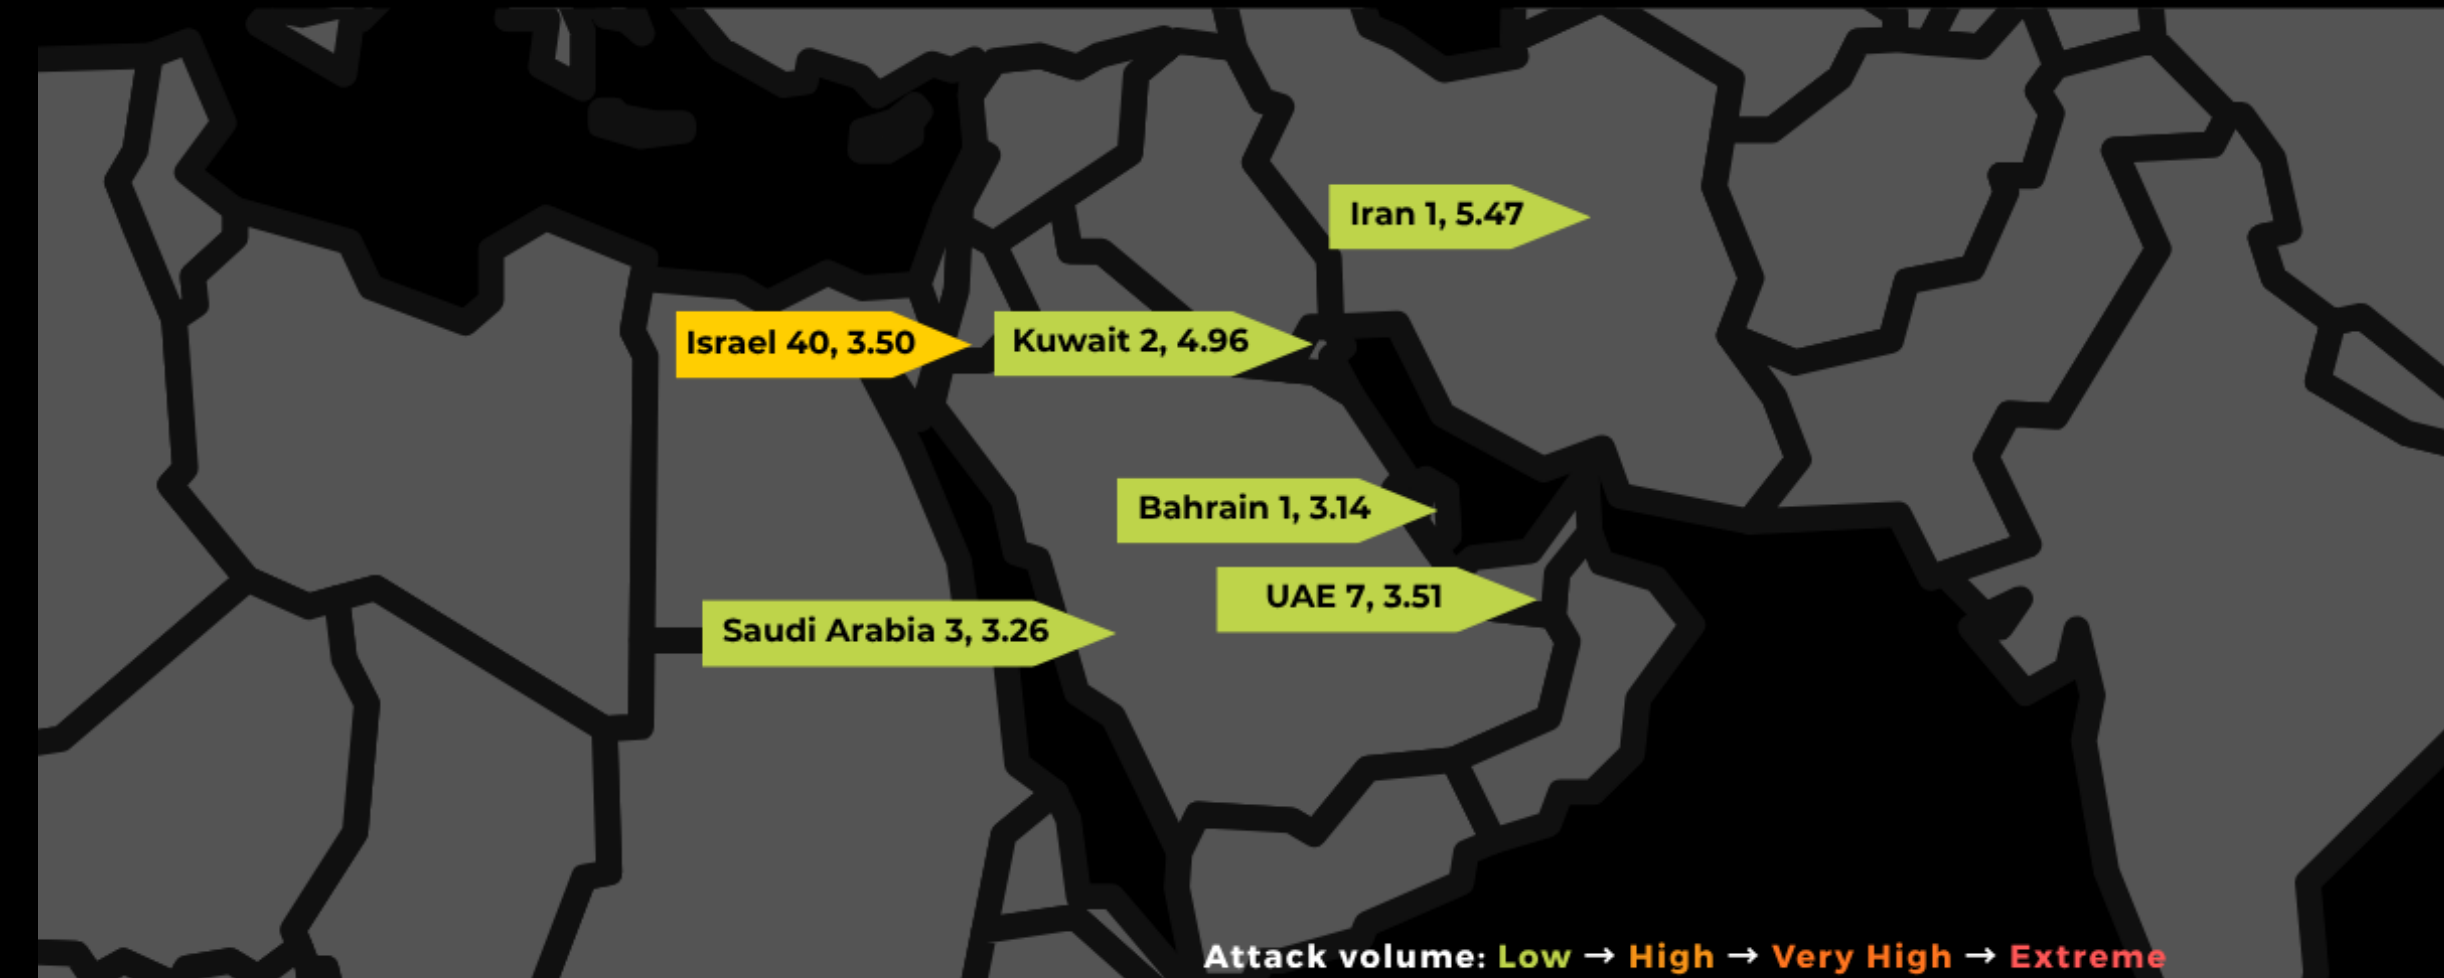 Iran 1, 5.47
Israel 40, 3.50
Kuwait 2, 4.96
Bahrain 1, 3.14
UAE 7, 3.51
Saudi Arabia 3, 3.26
Attack volume: Low → High → Very High → Extreme